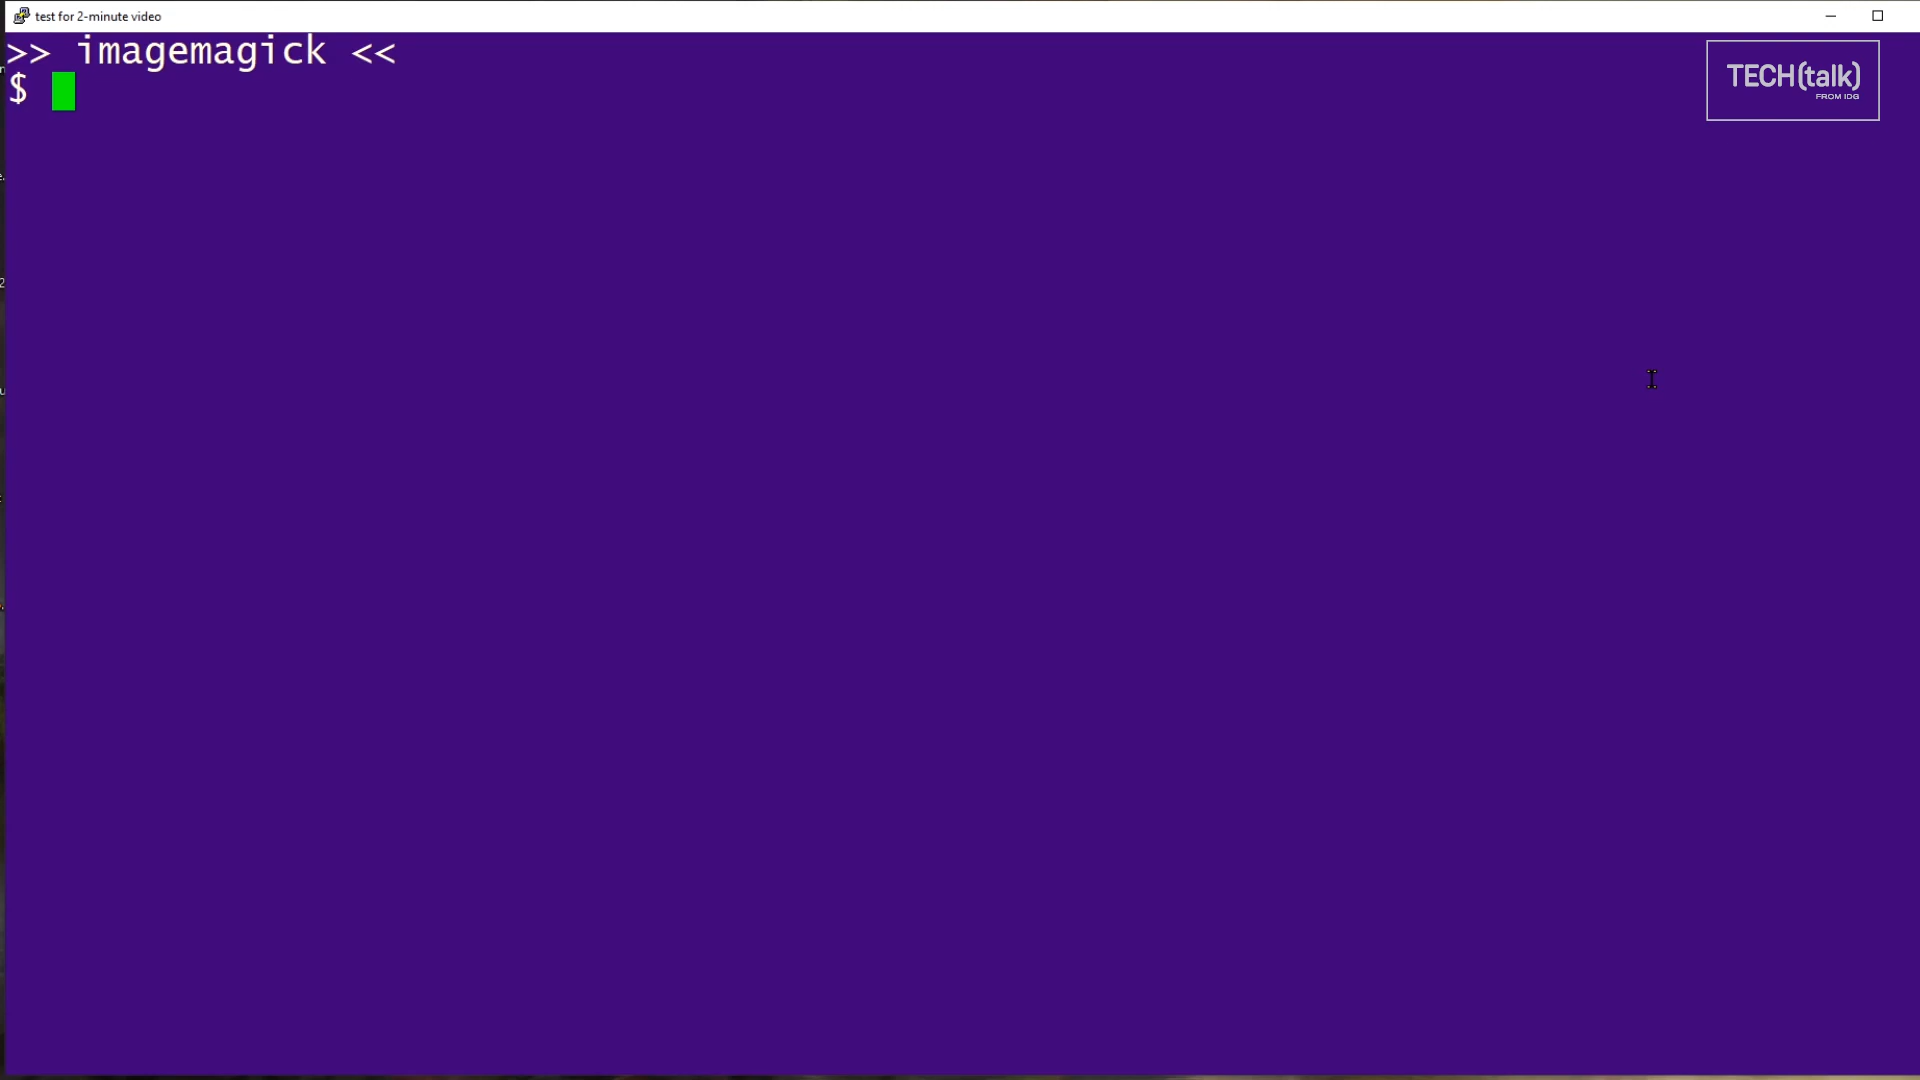 test for 2-minute video
>> imagemagick <<
$
TECH(talk)
FROM IDG